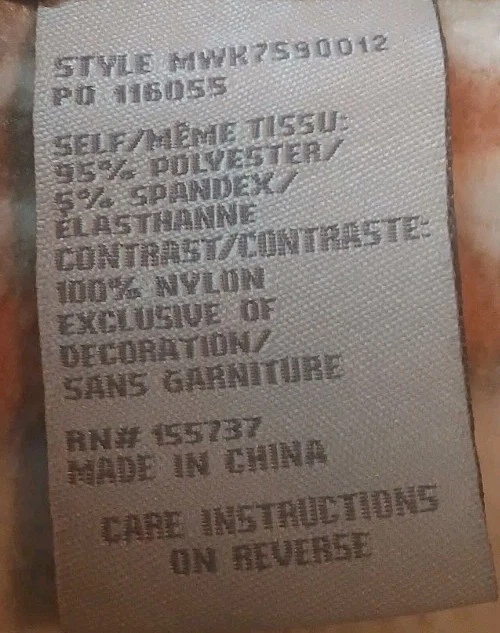 STYLE MWK7S90012
PO 116055
SELF/MÊME TISSU:
95% POLYESTER/
5% SPANDEX/
ÉLASTHANNE
CONTRAST/CONTRASTE:
100% NYLON
EXCLUSIVE OF
DECORATION/
SANS GARNITURE
RN# 155737
MADE IN CHINA
CARE INSTRUCTIONS
ON REVERSE